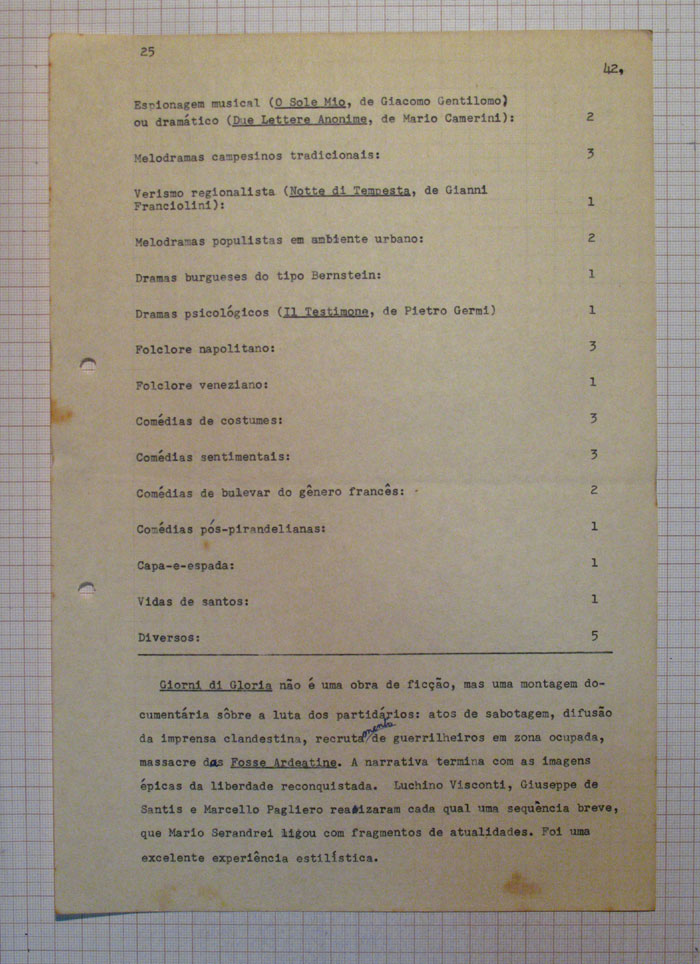 25
42,
Espionagem musical (O Sole Mio, de Giacomo Gentilomo)
ou dramático (Due Lettere Anonime, de Mario Camerini): 2
Melodramas campesinos tradicionais: 3
Verismo regionalista (Notte di Tempesta, de Gianni
Franciolini): 1
Melodramas populistas em ambiente urbano: 2
Dramas burgueses do tipo Bernstein: 1
Dramas psicológicos (Il Testimone, de Pietro Germi) 1
Folclore napolitano: 3
Folclore veneziano: 1
Comédias de costumes: 3
Comédias sentimentais: 3
Comédias de bulevar do gênero francês: 2
Comédias pós-pirandelianas: 1
Capa-e-espada: 1
Vidas de santos: 1
Diversos: 5
Giorni di Gloria não é uma obra de ficção, mas uma montagem do-
cumentária sôbre a luta dos partidários: atos de sabotagem, difusão
da imprensa clandestina, recrutamento de guerrilheiros em zona ocupada,
massacre das Fosse Ardeatine. A narrativa termina com as imagens
épicas da liberdade reconquistada. Luchino Visconti, Giuseppe de
Santis e Marcello Pagliero realizaram cada qual uma sequência breve,
que Mario Serandrei ligou com fragmentos de atualidades. Foi uma
excelente experiência estilística.